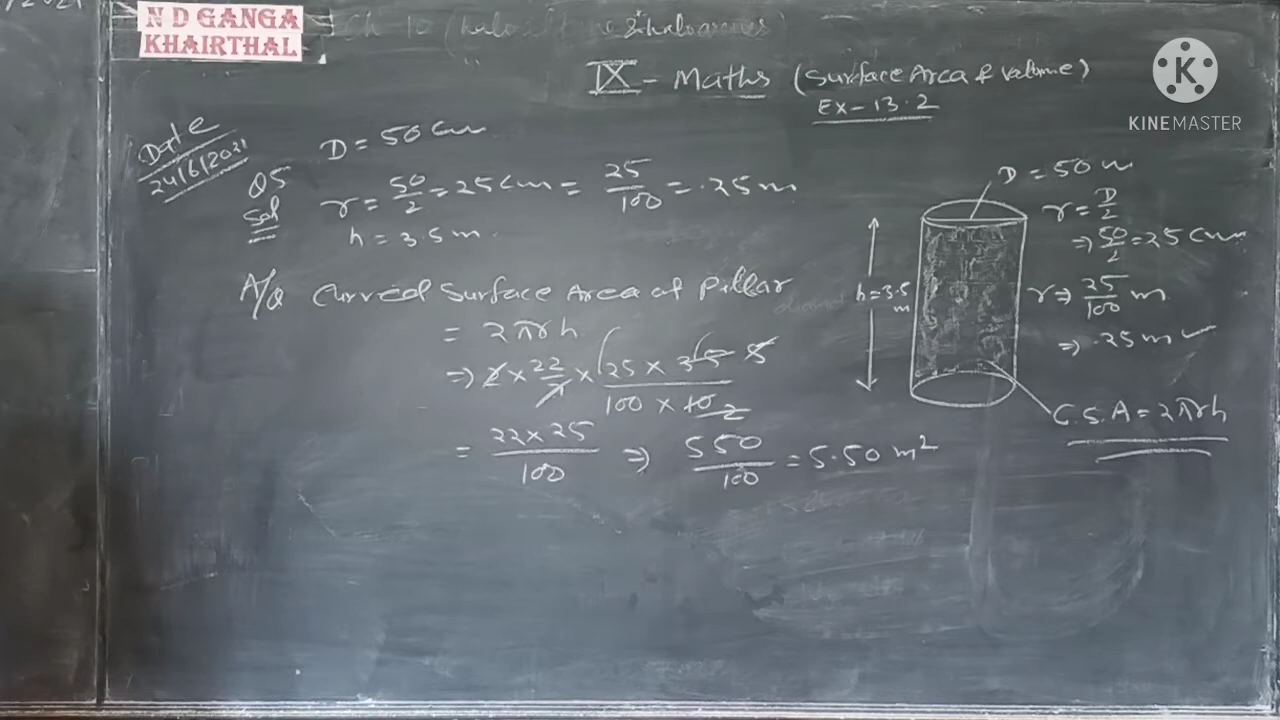 N D GANGA
KHAIRTHAL
IX - Maths (Surface Area & Volume)
Ex-13.2
KINEMASTER
Date
24/6/2021
Q5
Sol
D = 50 cm
r = 50/2 = 25 cm = 25/100 = .25 m
h = 3.5 m
A/Q Curved Surface Area of Pillar
= 2πrh
⇒ 2 × 22/7 × 25 × 35 5 / 100 × 10 2
= 22 × 25 / 100 ⇒ 550/100 = 5.50 m²
D = 50 m
r = D/2
⇒ 50/2 = 25 cm
r ⇒ 25/100 m
⇒ .25 m ✓
h = 3.5 m
C.S.A = 2πrh